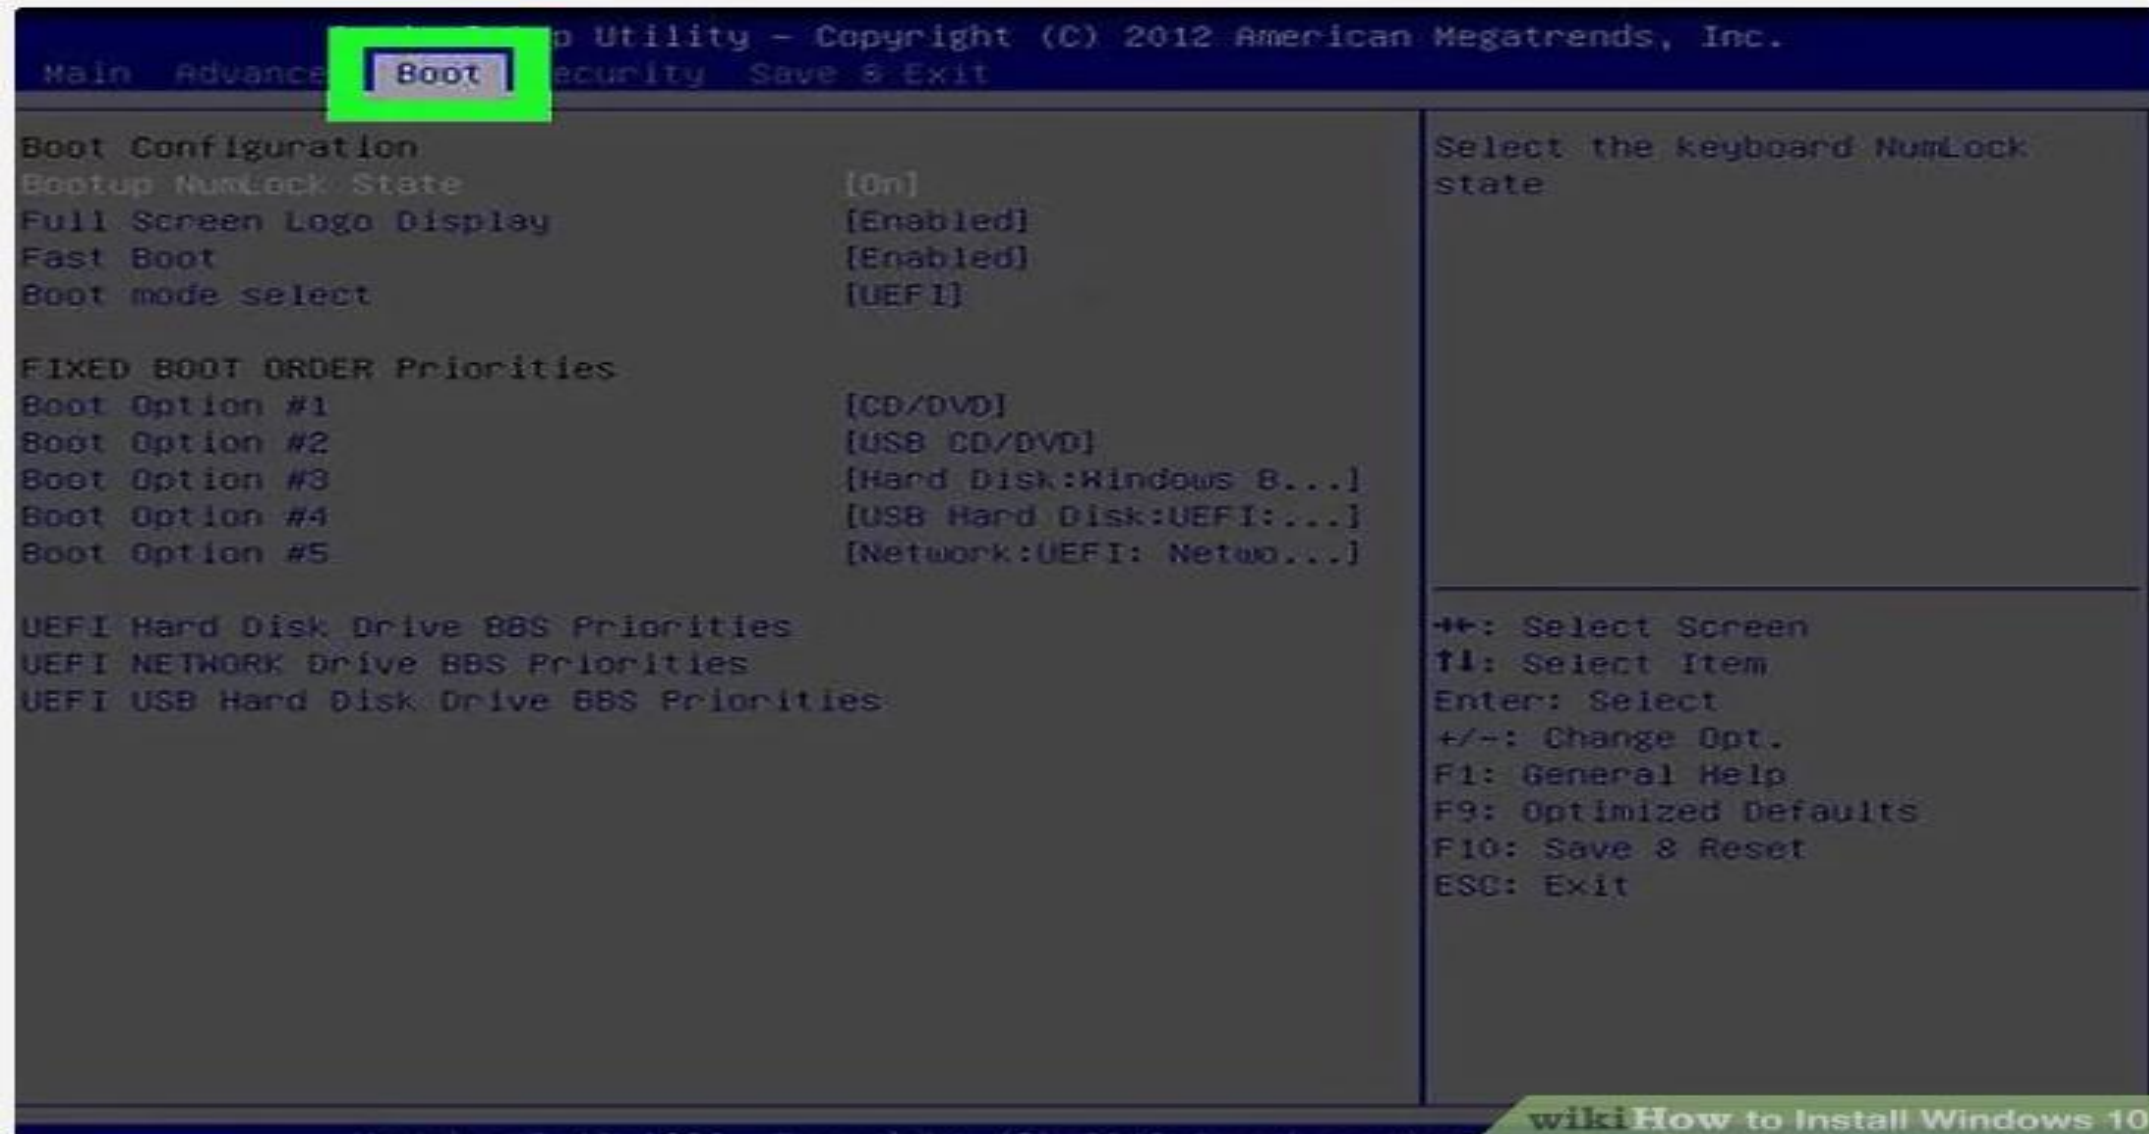 Utility - Copyright (C) 2012 American Megatrends, Inc.
Main Boot Save & Exit
Boot Configuration
Bootup NumLock State [On]
Full Screen Logo Display [Enabled]
Fast Boot [Enabled]
Boot mode select [UEFI]
FIXED BOOT ORDER Priorities
Boot Option #1 [CD/DVD]
Boot Option #2 [USB CD/DVD]
Boot Option #3 [Hard Disk:Windows B...]
Boot Option #4 [USB Hard Disk:UEFI:...]
Boot Option #5 [Network:UEFI: Netwo...]
UEFI Hard Disk Drive BBS Priorities
UEFI NETWORK Drive BBS Priorities
UEFI USB Hard Disk Drive BBS Priorities
Select the keyboard NumLock
state
→←: Select Screen
↑↓: Select Item
Enter: Select
+/-: Change Opt.
F1: General Help
F9: Optimized Defaults
F10: Save & Reset
ESC: Exit
wikiHow to Install Windows 10